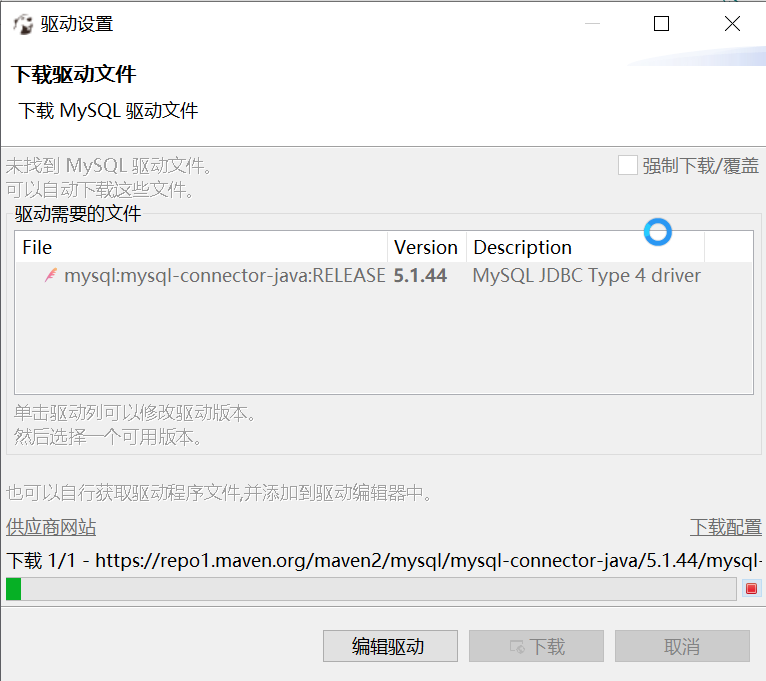 驱动设置
下载驱动文件
下载 MySQL 驱动文件
未找到 MySQL 驱动文件。
强制下载/覆盖
可以自动下载这些文件。
驱动需要的文件
File Version Description
mysql:mysql-connector-java:RELEASE 5.1.44 MySQL JDBC Type 4 driver
单击驱动列可以修改驱动版本。
然后选择一个可用版本。
也可以自行获取驱动程序文件,并添加到驱动编辑器中。
供应商网站 下载配置
下载 1/1 - https://repo1.maven.org/maven2/mysql/mysql-connector-java/5.1.44/mysql-
编辑驱动 下载 取消